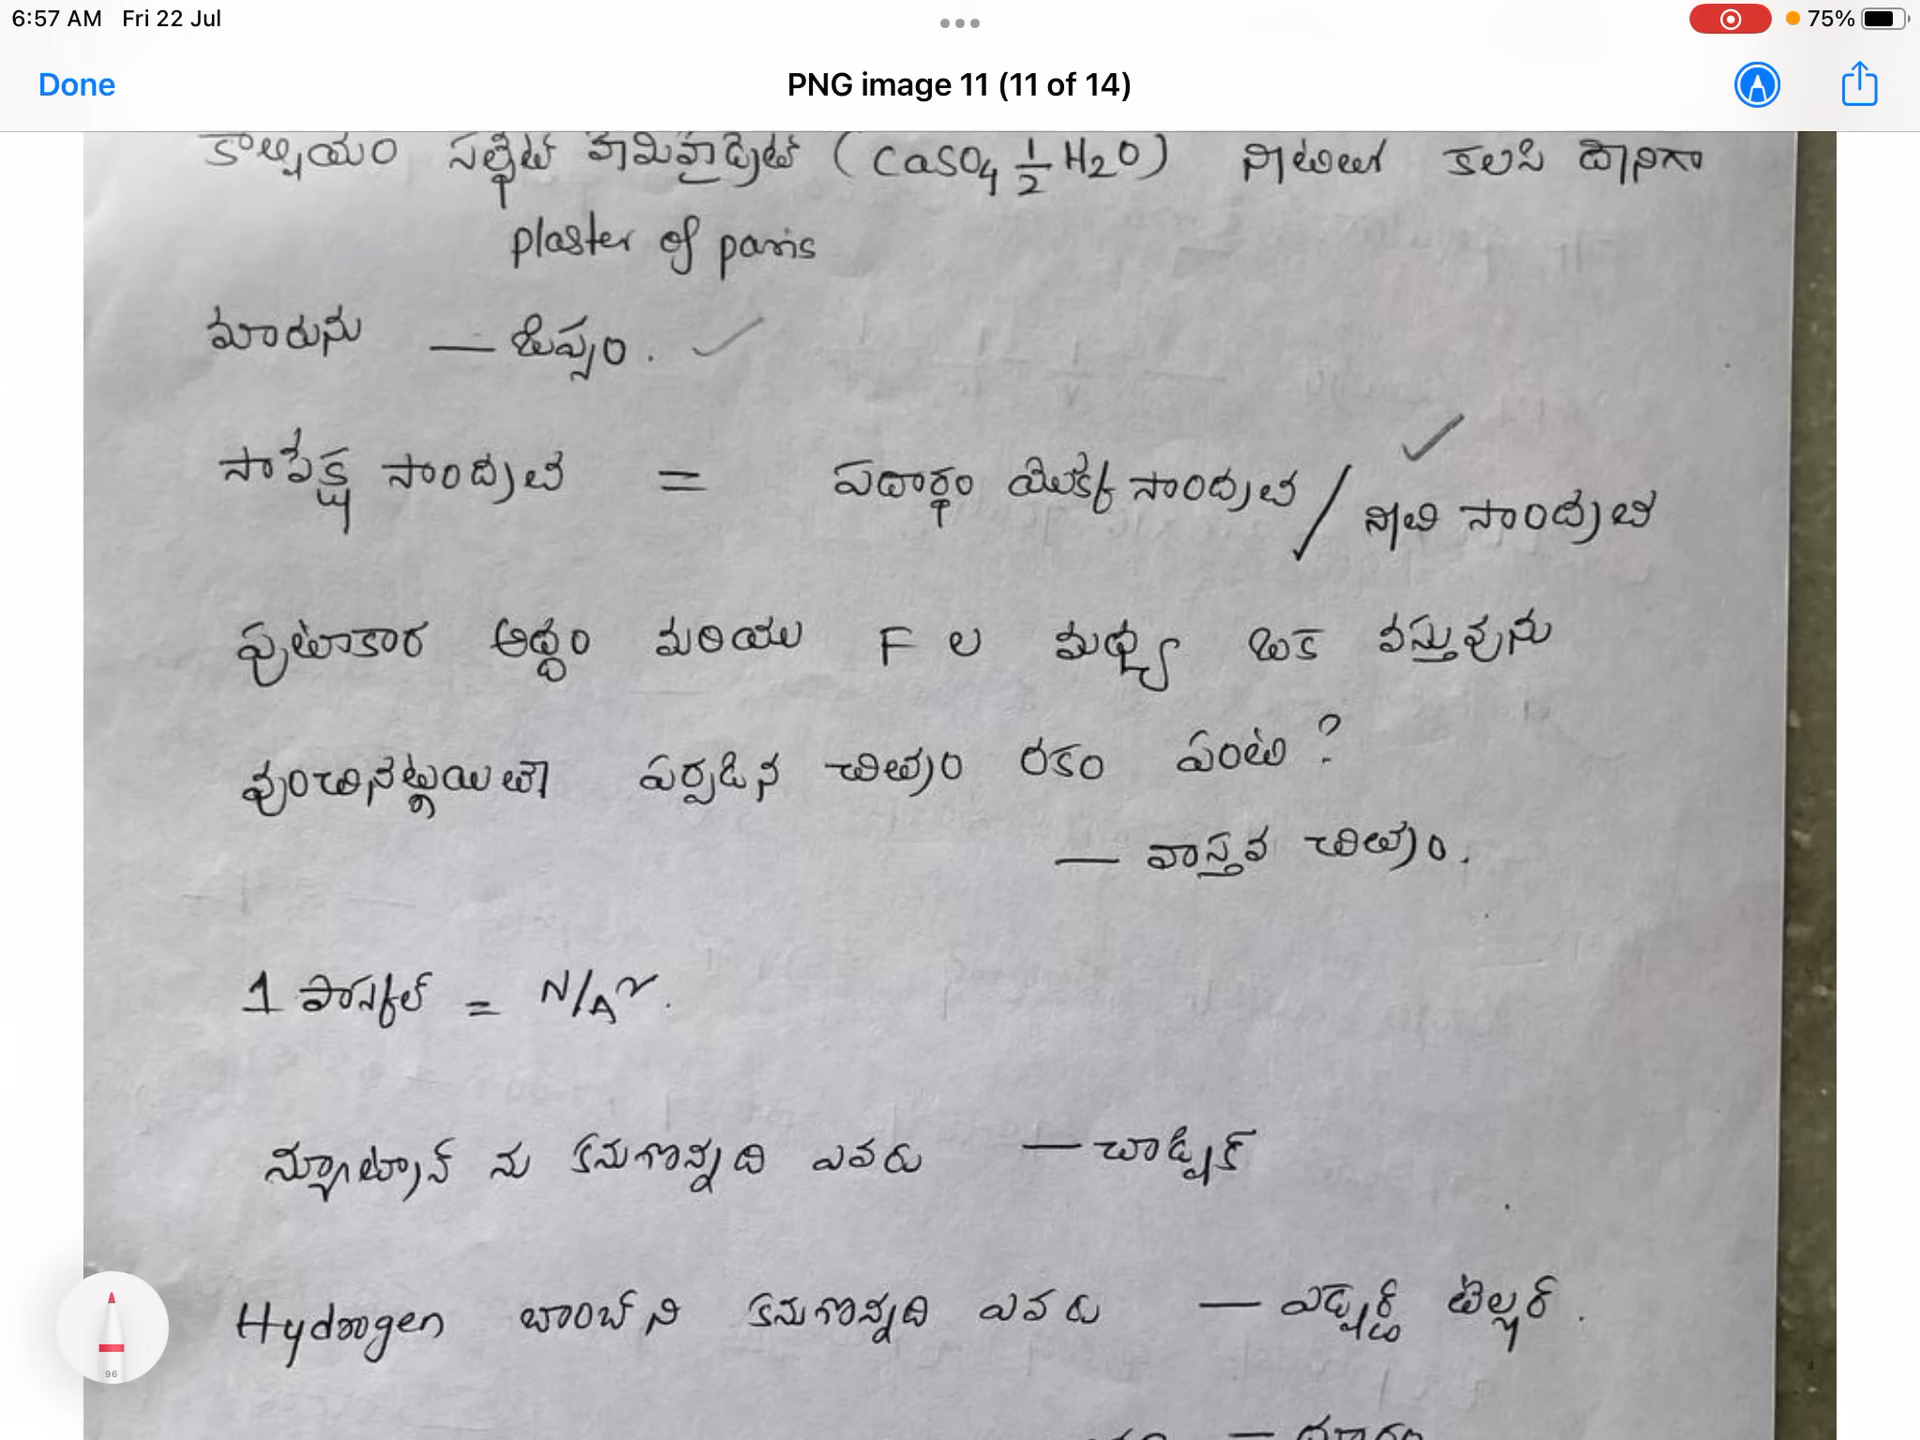 6:57 AM Fri 22 Jul
75%
Done
PNG image 11 (11 of 14)
కాల్షియం సల్ఫేట్ హెమిహైడ్రేట్ (CaSO4 1/2 H2O) నీటితో కలసి దానిగా
plaster of paris
మారును — జిప్సం.
సాపేక్ష సాంద్రత = పదార్థం యొక్క సాంద్రత / నీటి సాంద్రత
పుటాకార అద్దం మరియు F ల మధ్య ఒక వస్తువును
వుంచినట్లుయితే ఏర్పడిన చిత్రం రకం ఏంటి?
— వాస్తవ చిత్రం.
1 పాస్కల్ = N/A².
న్యూట్రాన్ ను కనుగొన్నది ఎవరు — చాడ్విక్
Hydrogen బాంబ్ ని కనుగొన్నది ఎవరు — ఎడ్వర్డ్ టెల్లర్.
96